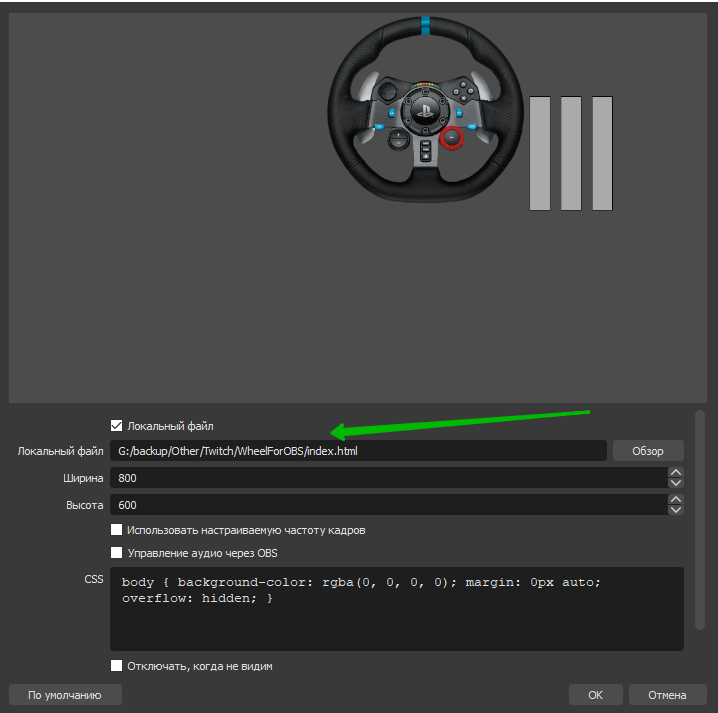 Локальный файл
Локальный файл G:/backup/Other/Twitch/WheelForOBS/index.html Обзор
Ширина 800
Высота 600
Использовать настраиваемую частоту кадров
Управление аудио через OBS
CSS body { background-color: rgba(0, 0, 0, 0); margin: 0px auto;
overflow: hidden; }
Отключать, когда не видим
По умолчанию OK Отмена